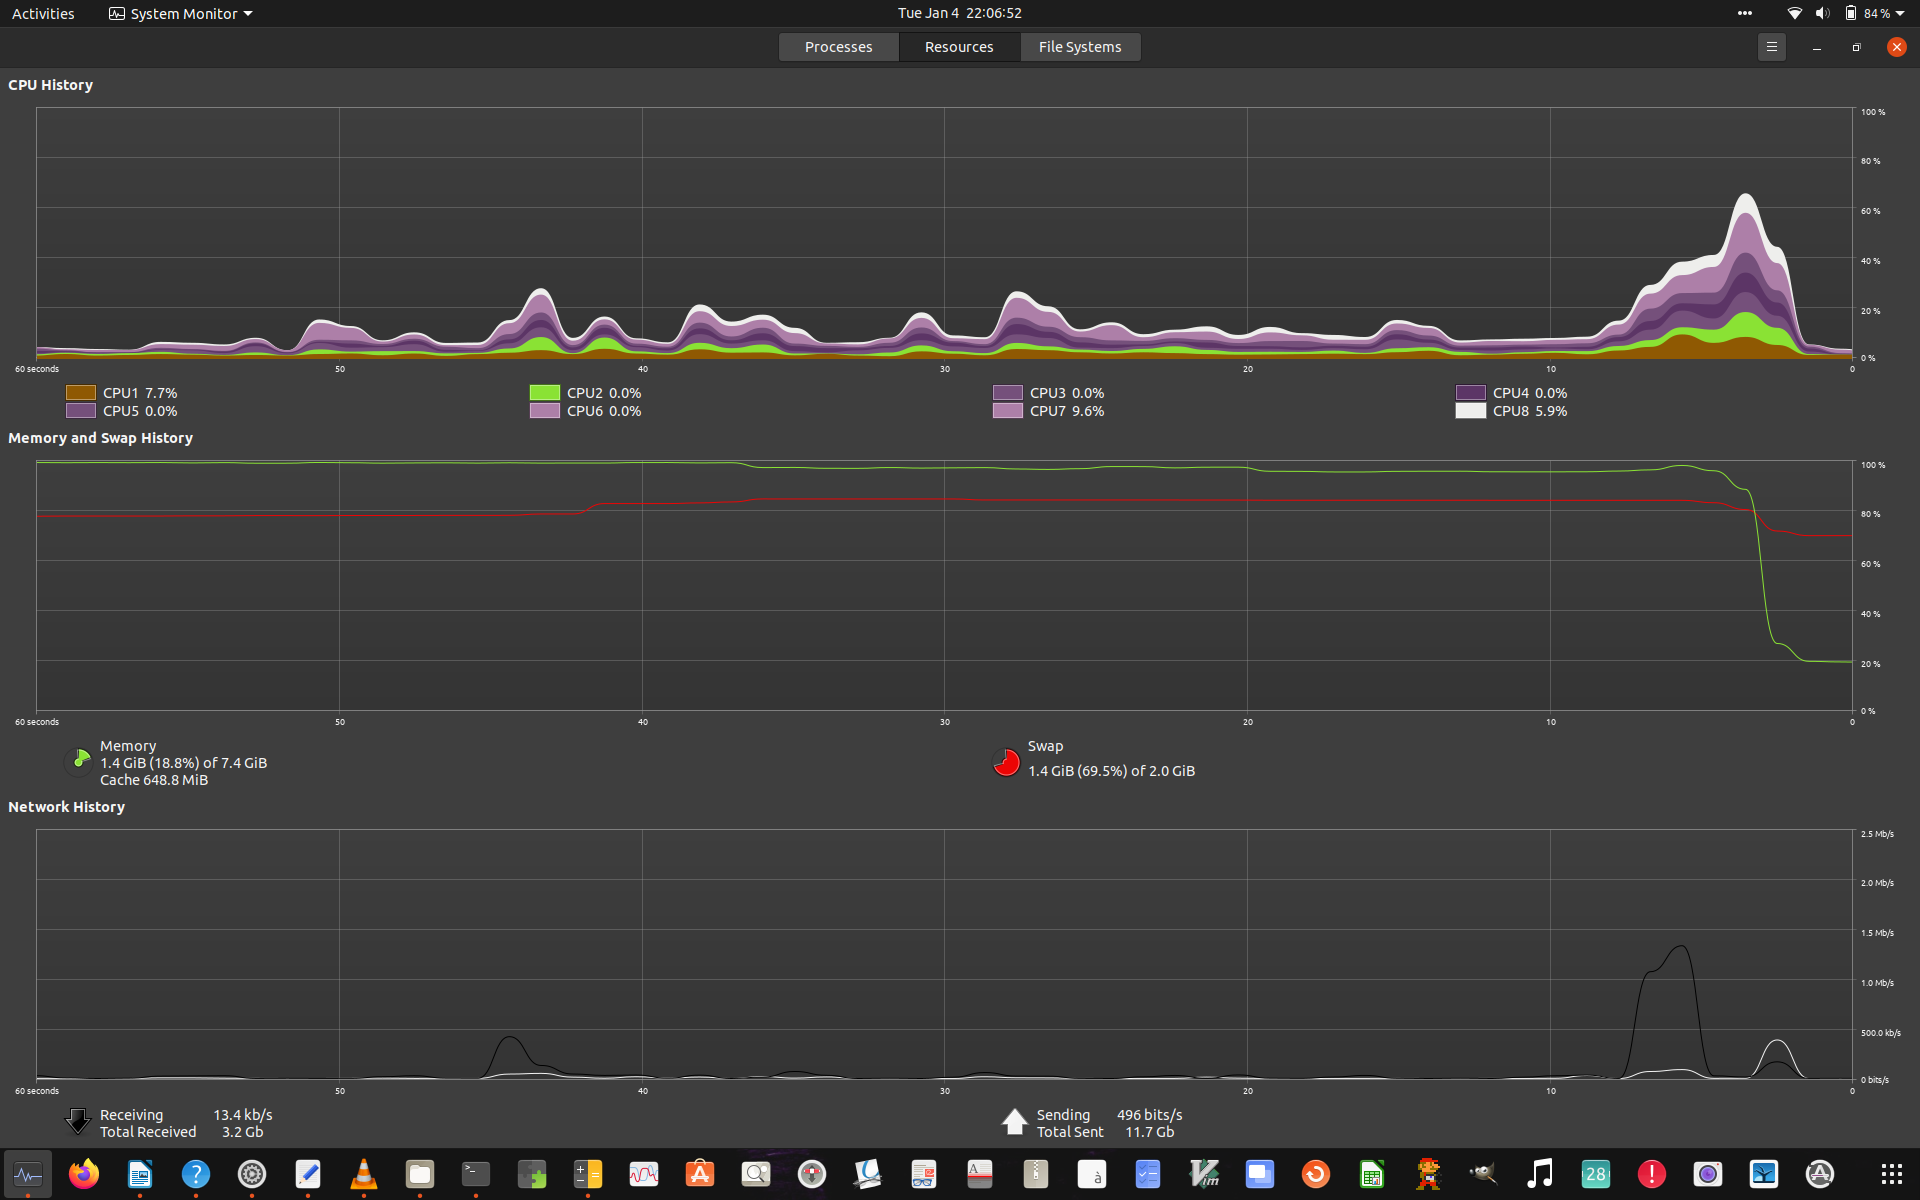 Activities
System Monitor
Tue Jan 4 22:06:52
84 %
Processes
Resources
File Systems
CPU History
100 %
80 %
60 %
40 %
20 %
0 %
60 seconds
50
40
30
20
10
0
CPU1 7.7%
CPU2 0.0%
CPU3 0.0%
CPU4 0.0%
CPU5 0.0%
CPU6 0.0%
CPU7 9.6%
CPU8 5.9%
Memory and Swap History
100 %
80 %
60 %
40 %
20 %
0 %
60 seconds
50
40
30
20
10
0
Memory
1.4 GiB (18.8%) of 7.4 GiB
Cache 648.8 MiB
Swap
1.4 GiB (69.5%) of 2.0 GiB
Network History
2.5 Mb/s
2.0 Mb/s
1.5 Mb/s
1.0 Mb/s
500.0 kb/s
0 bits/s
60 seconds
50
40
30
20
10
0
Receiving 13.4 kb/s
Total Received 3.2 Gb
Sending 496 bits/s
Total Sent 11.7 Gb
?
>_
A
à
Vim
28
!